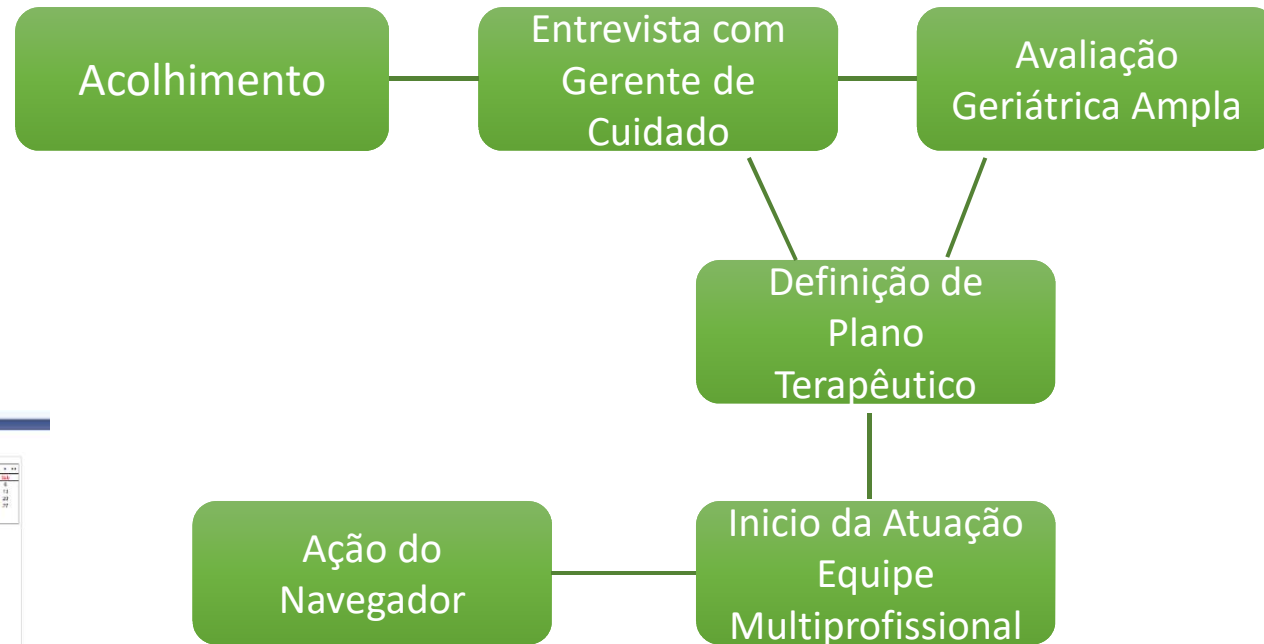 Acolhimento
Entrevista com
Gerente de
Cuidado
Avaliação
Geriátrica Ampla
Definição de
Plano
Terapêutico
Ação do
Navegador
Inicio da Atuação
Equipe
Multiprofissional